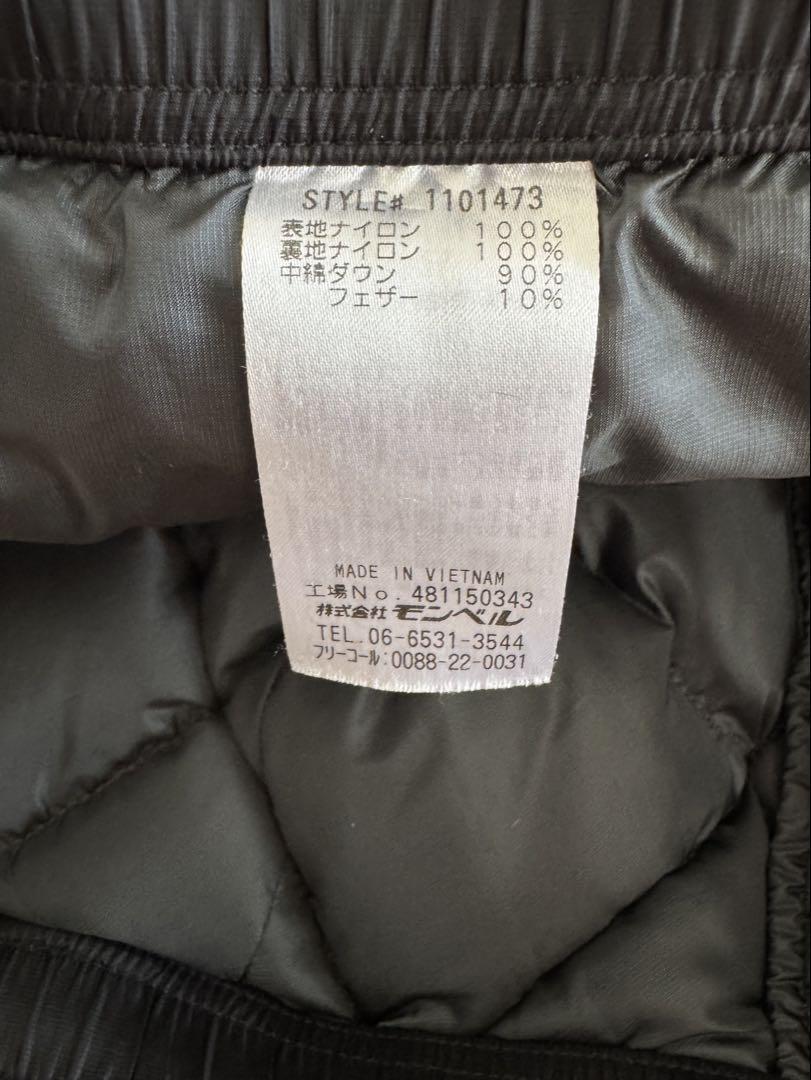 STYLE# 1101473
表地ナイロン 100%
裏地ナイロン 100%
中綿ダウン 90%
フェザー 10%
MADE IN VIETNAM
工場No. 481150343
株式会社 モンベル
TEL.06-6531-3544
フリーコール:0088-22-0031